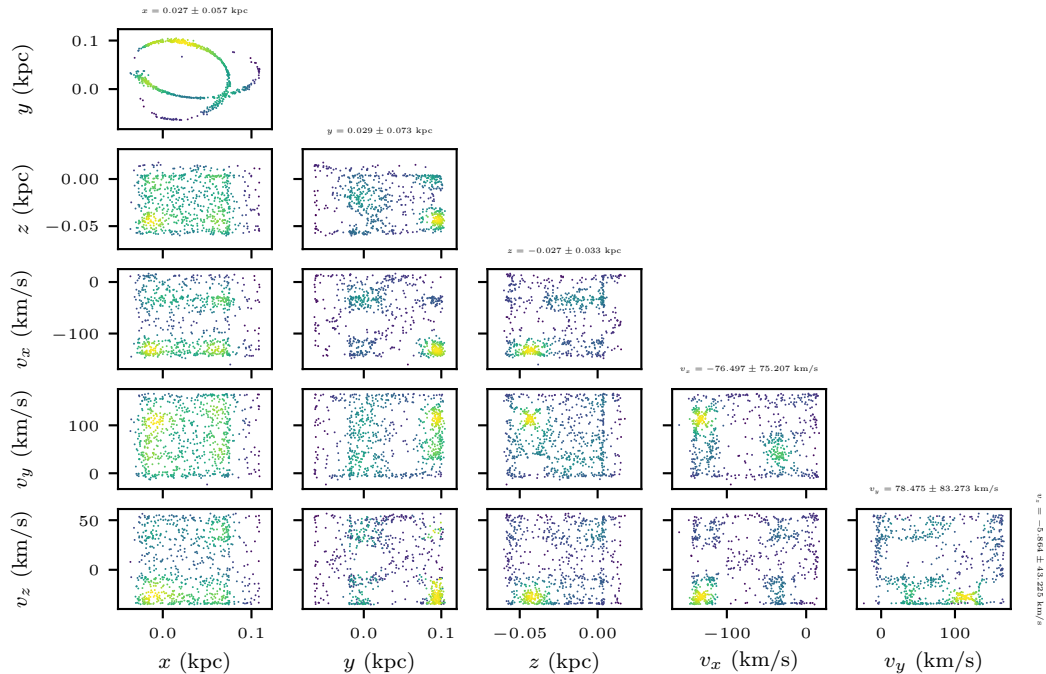 x = 0.027 ± 0.057 kpc
y (kpc)
0.1
0.0
y = 0.029 ± 0.073 kpc
z (kpc)
0.00
−0.05
z = −0.027 ± 0.033 kpc
v_x (km/s)
0
−100
v_x = −76.497 ± 75.207 km/s
v_y (km/s)
100
0
v_y = 78.475 ± 83.273 km/s
v_z = −5.864 ± 43.225 km/s
v_z (km/s)
50
0
0.0 0.1 0.0 0.1 −0.05 0.00 −100 0 0 100
x (kpc) y (kpc) z (kpc) v_x (km/s) v_y (km/s)